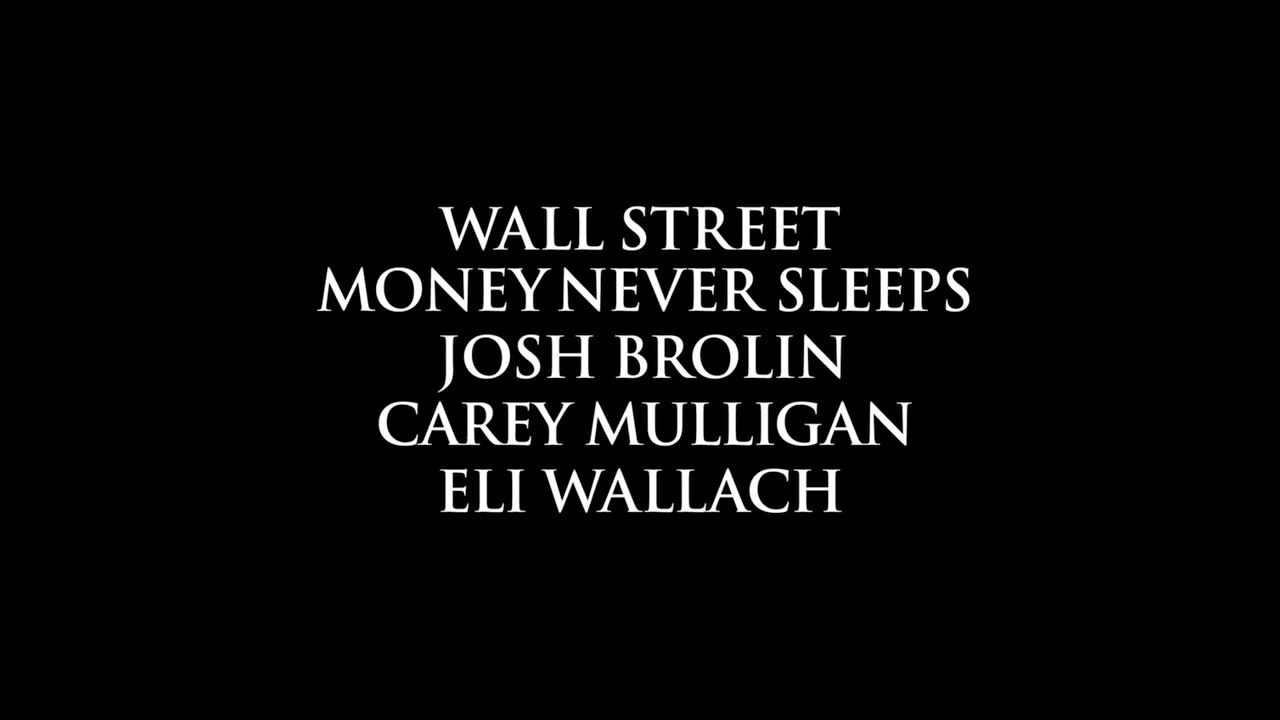 WALL STREET
MONEY NEVER SLEEPS
JOSH BROLIN
CAREY MULLIGAN
ELI WALLACH